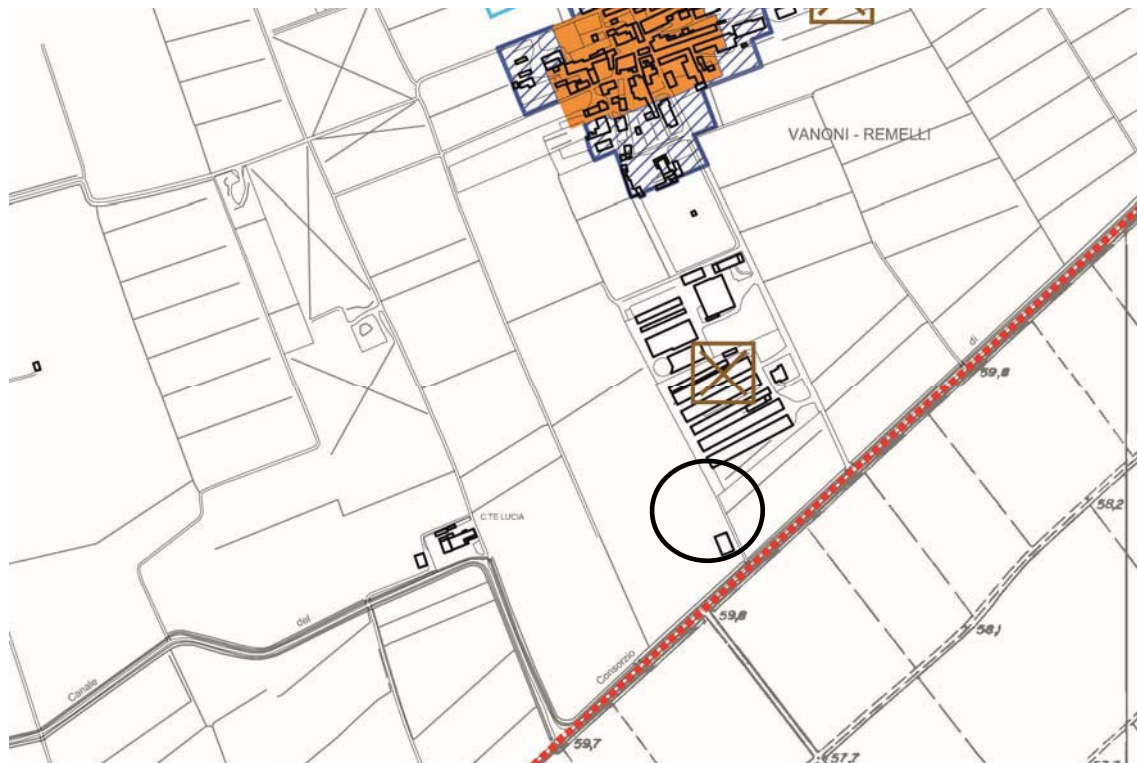 VANONI - REMELLI
di
59,8
58,2
C.TE LUCIA
59,8
58,1
del
Consorzio
Canale
59,7
57,7